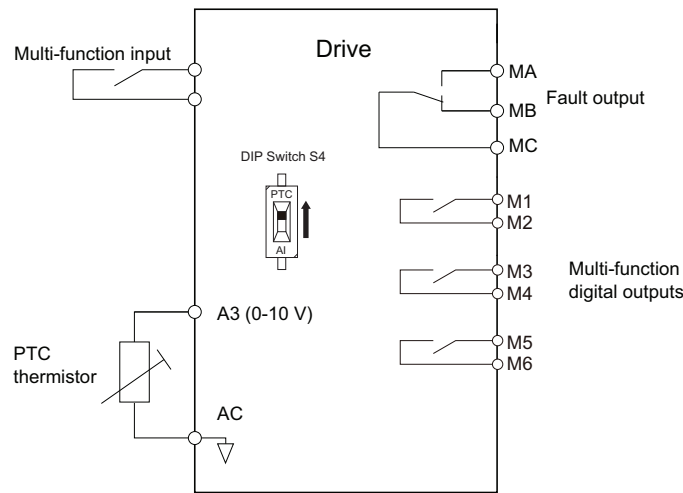 Drive
Multi-function input
MA
Fault output
MB
MC
DIP Switch S4
PTC
AI
M1
M2
M3
Multi-function
digital outputs
M4
M5
M6
A3 (0-10 V)
PTC
thermistor
AC